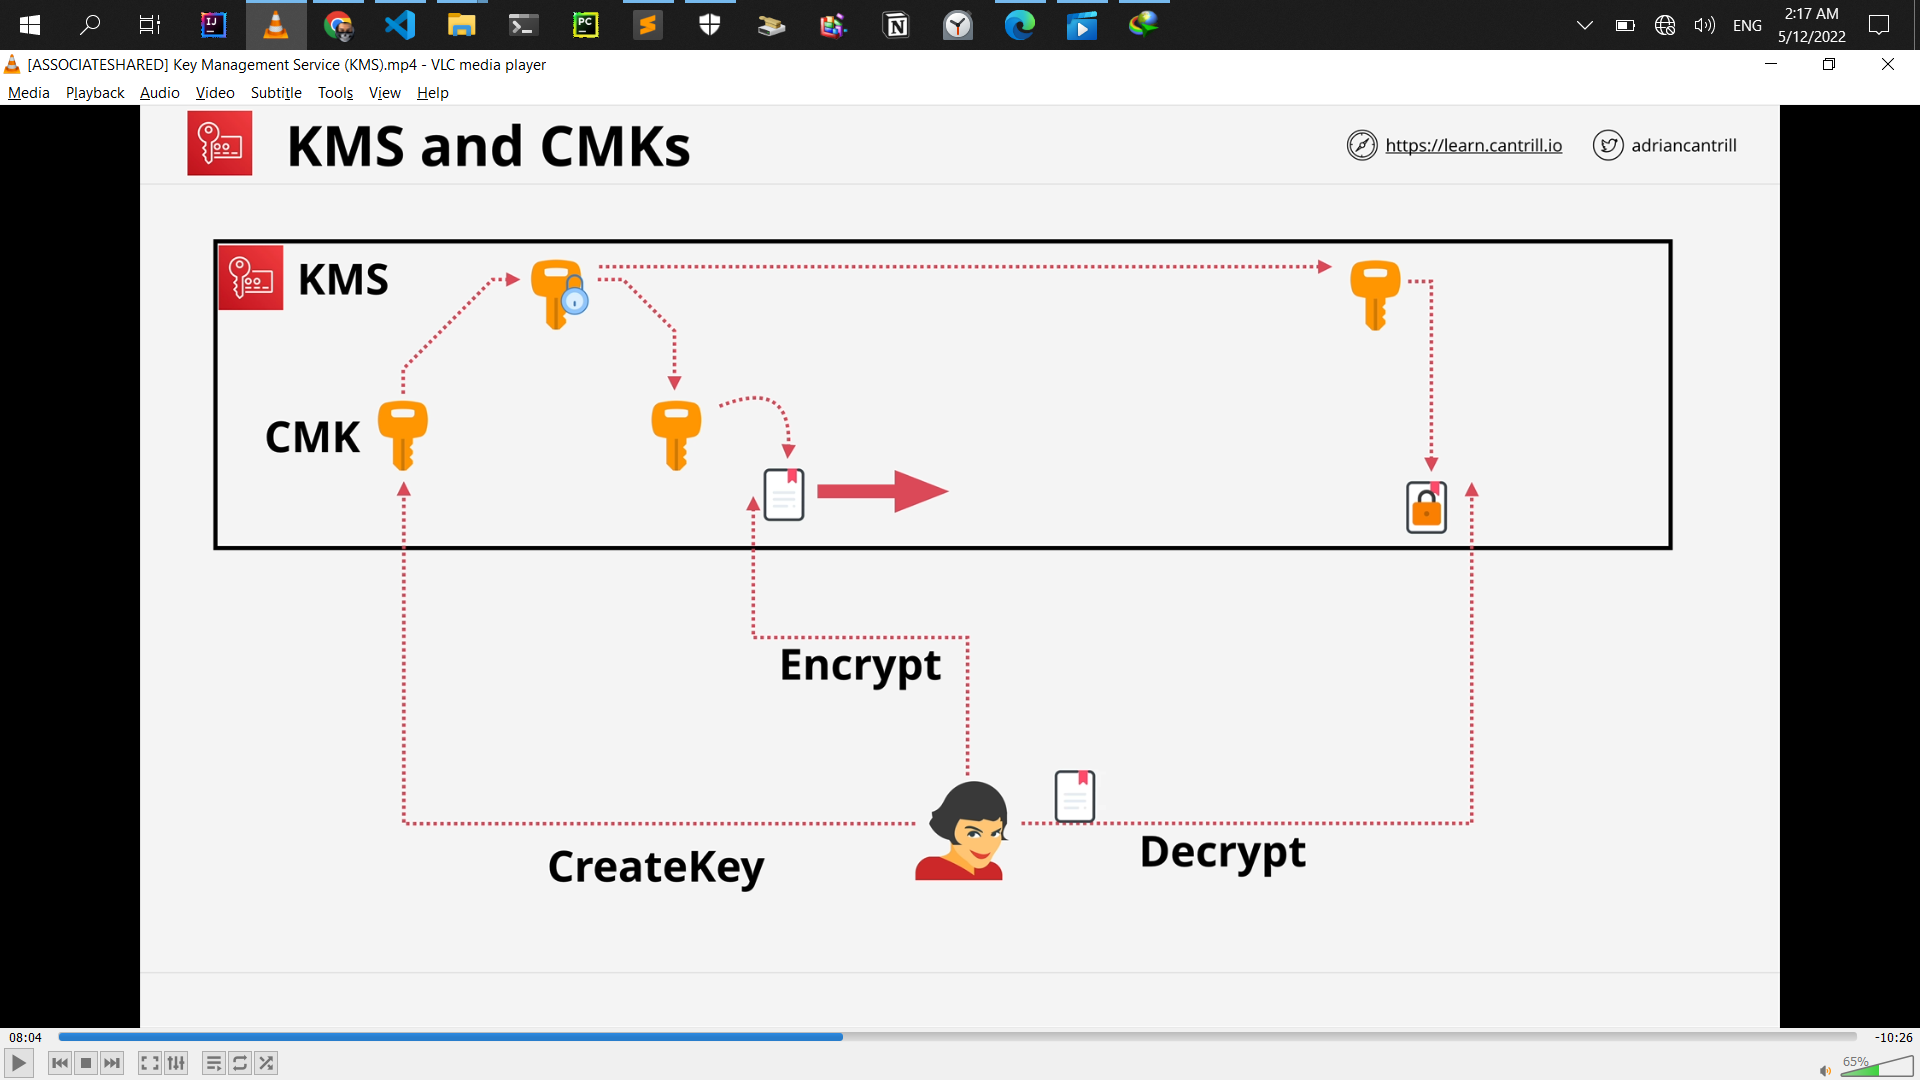 IJ
PC
N
ENG
2:17 AM
5/12/2022
[ASSOCIATESHARED] Key Management Service (KMS).mp4 - VLC media player
Media Playback Audio Video Subtitle Tools View Help
KMS and CMKs
https://learn.cantrill.io
adriancantrill
KMS
CMK
Encrypt
CreateKey
Decrypt
08:04
-10:26
65%